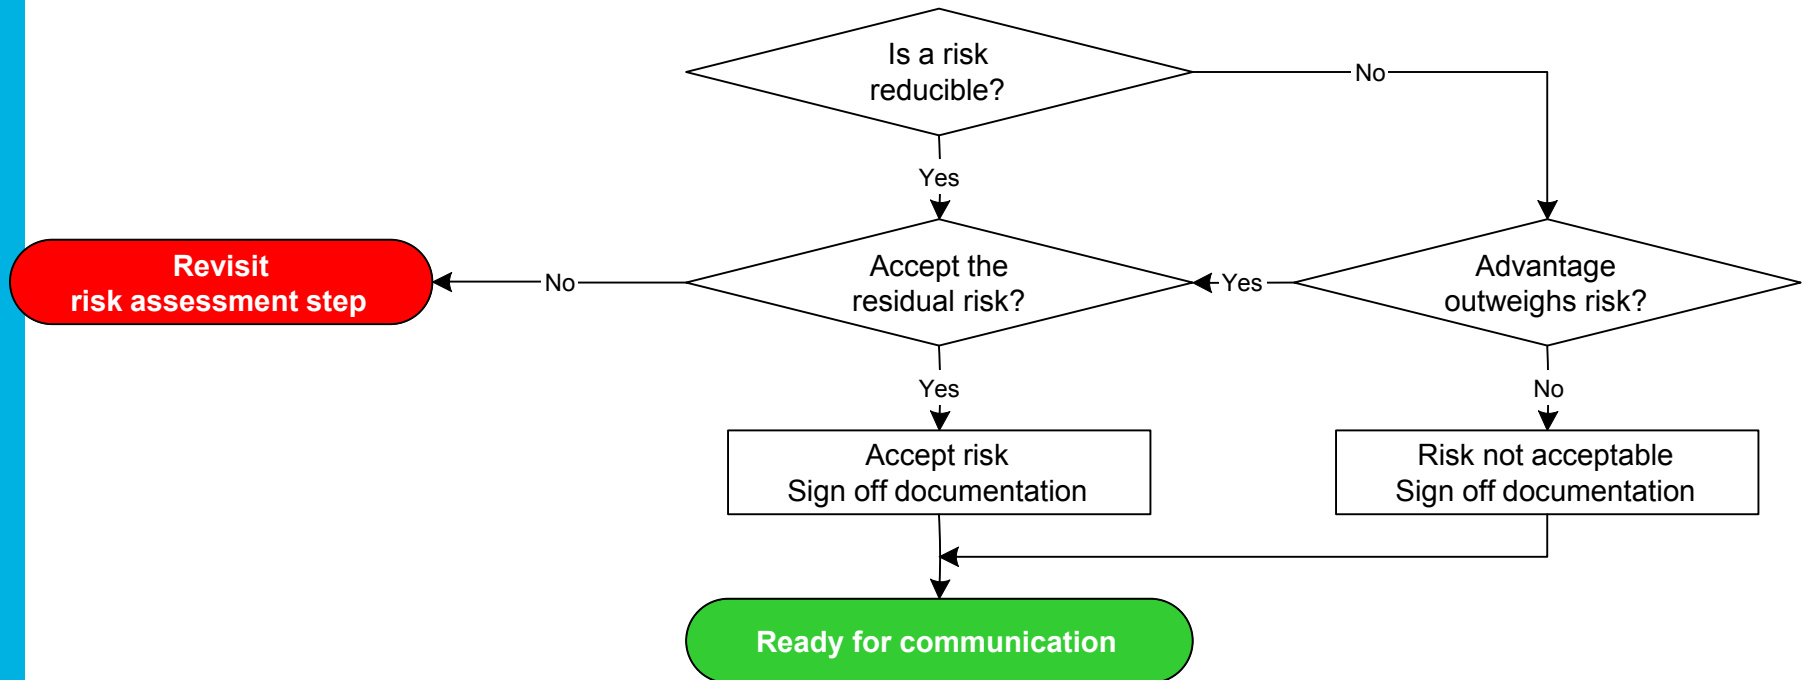 Is a risk
reducible?
No
Yes
Revisit
risk assessment step
No
Accept the
residual risk?
Yes
Advantage
outweighs risk?
Yes
No
Accept risk
Sign off documentation
Risk not acceptable
Sign off documentation
Ready for communication